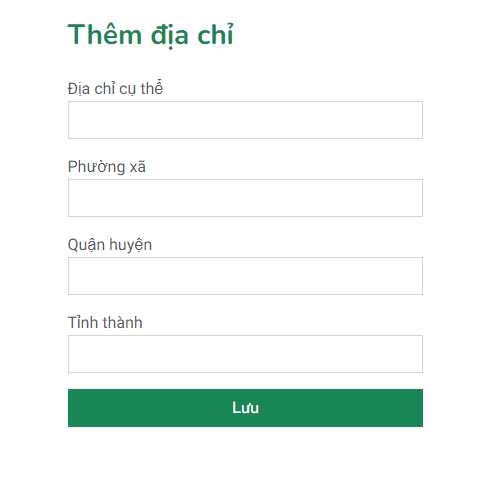 Thêm địa chỉ
Địa chỉ cụ thể
Phường xã
Quận huyện
Tỉnh thành
Lưu